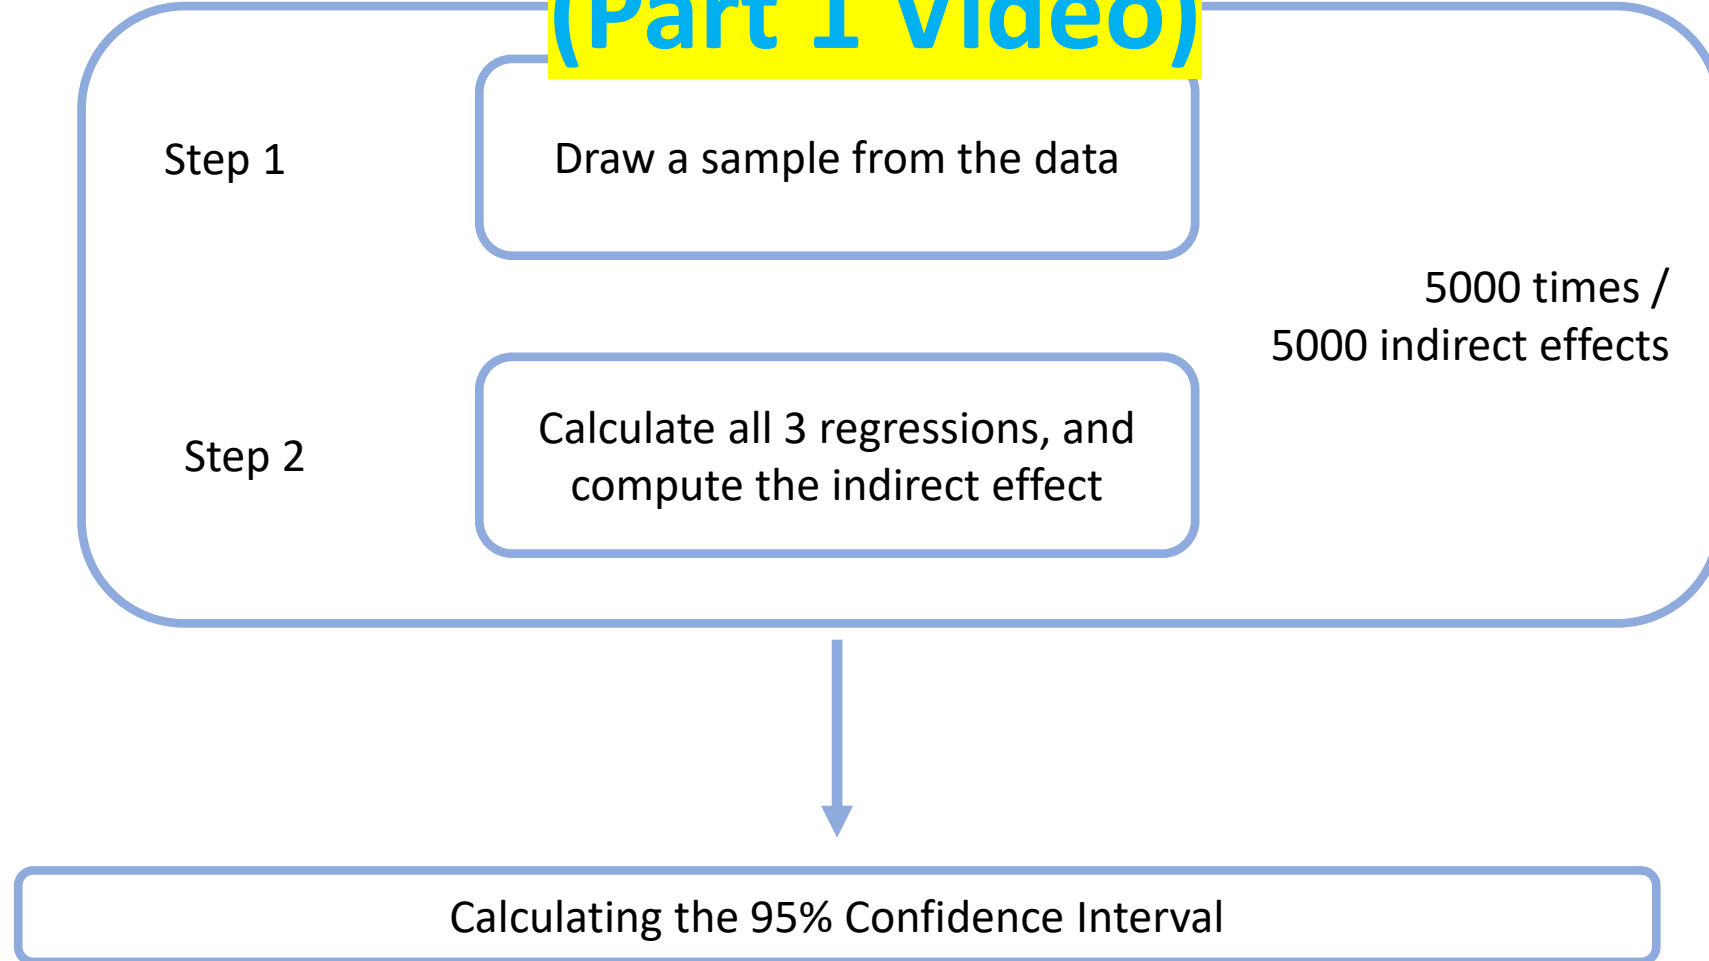 (Part 1 Video)
Step 1
Draw a sample from the data
5000 times /
5000 indirect effects
Step 2
Calculate all 3 regressions, and
compute the indirect effect
Calculating the 95% Confidence Interval